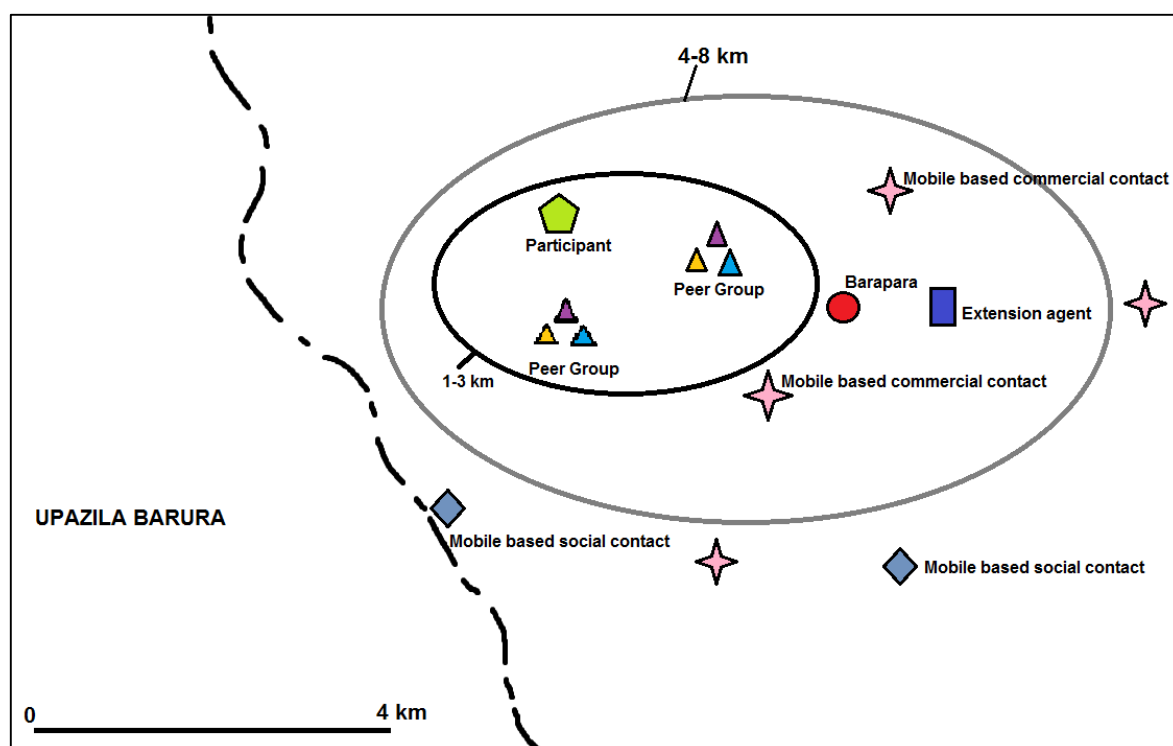 4-8 km
Mobile based commercial contact
Participant
Peer Group
Barapara
Extension agent
Peer Group
1-3 km
Mobile based commercial contact
UPAZILA BARURA
Mobile based social contact
Mobile based social contact
0
4 km